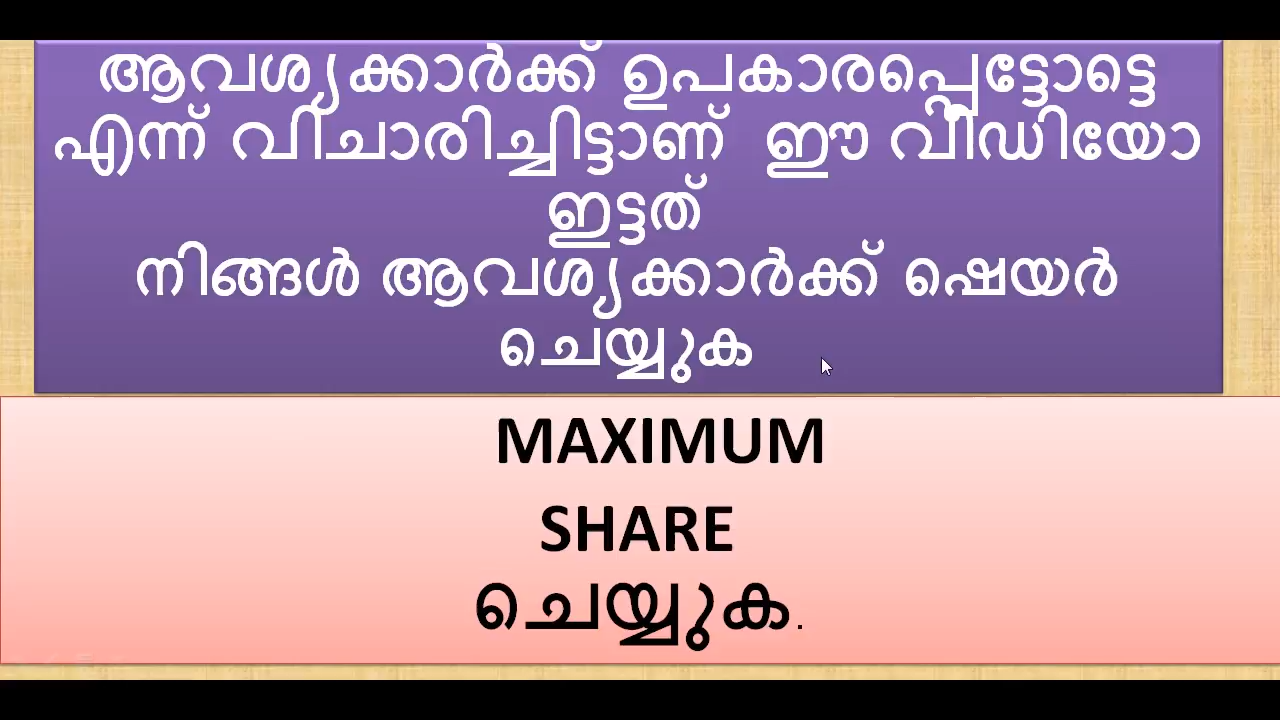 ആവശ്യക്കാർക്ക് ഉപകാരപ്പെട്ടോട്ടെ
എന്ന് വിചാരിച്ചിട്ടാണ് ഈ വീഡിയോ
ഇട്ടത്
നിങ്ങൾ ആവശ്യക്കാർക്ക് ഷെയർ
ചെയ്യുക
MAXIMUM
SHARE
ചെയ്യുക.